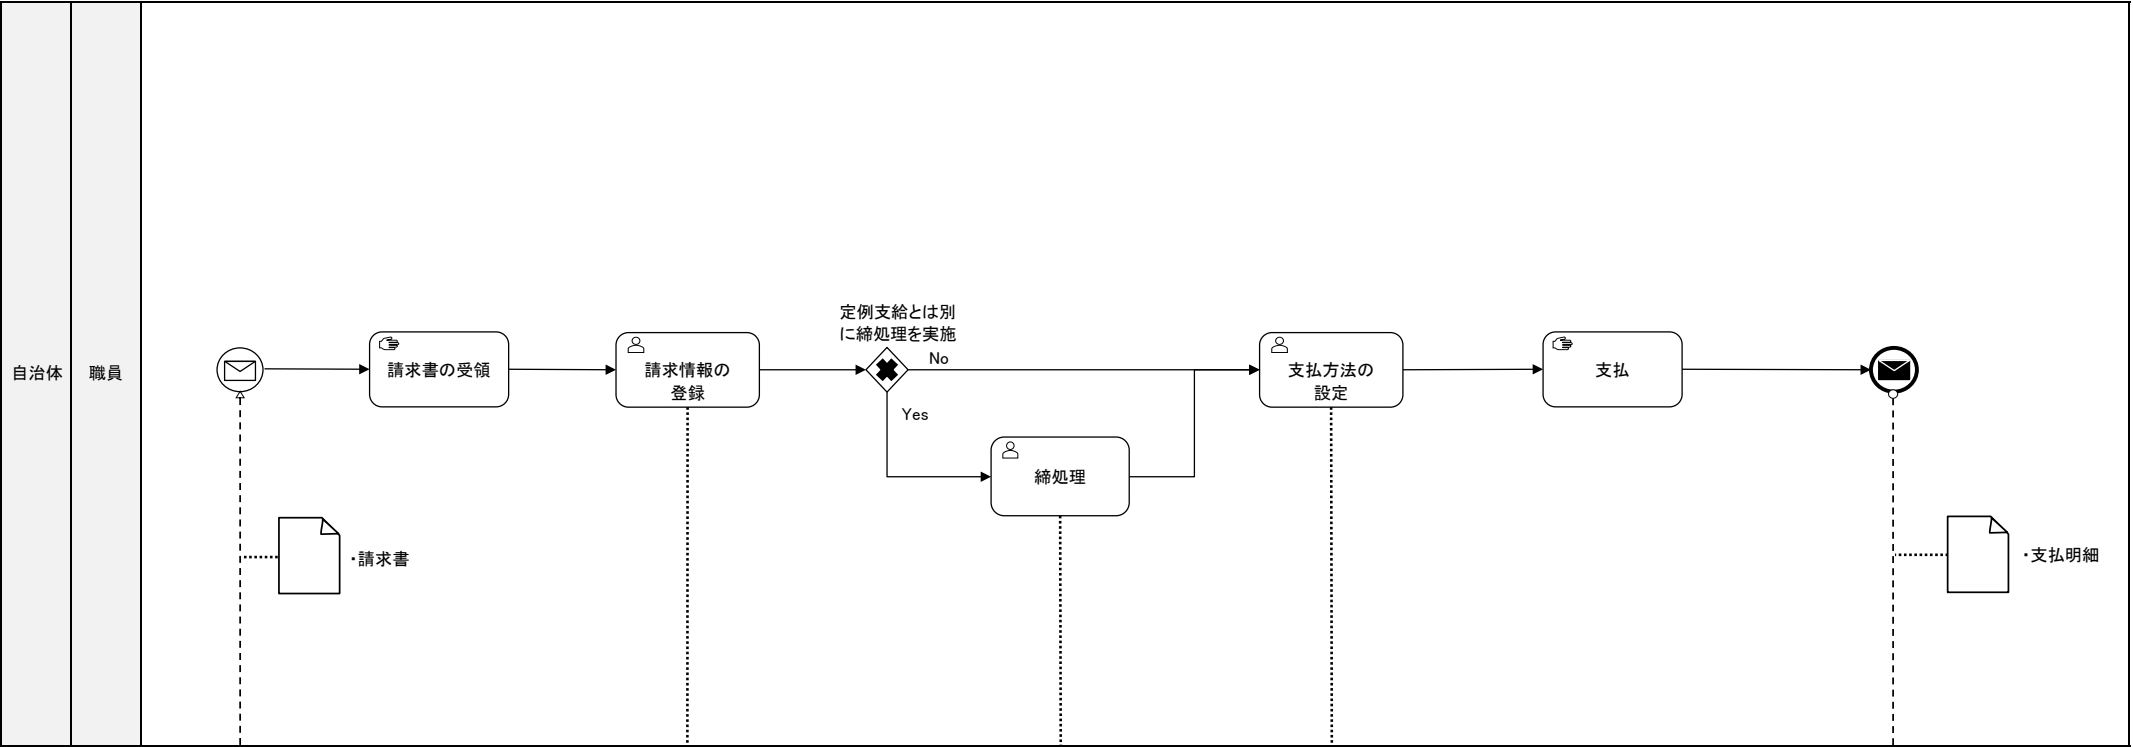 自治体
職員
請求書の受領
請求情報の
登録
定例支給とは別
に締処理を実施
No
Yes
締処理
支払方法の
設定
支払
・請求書
・支払明細